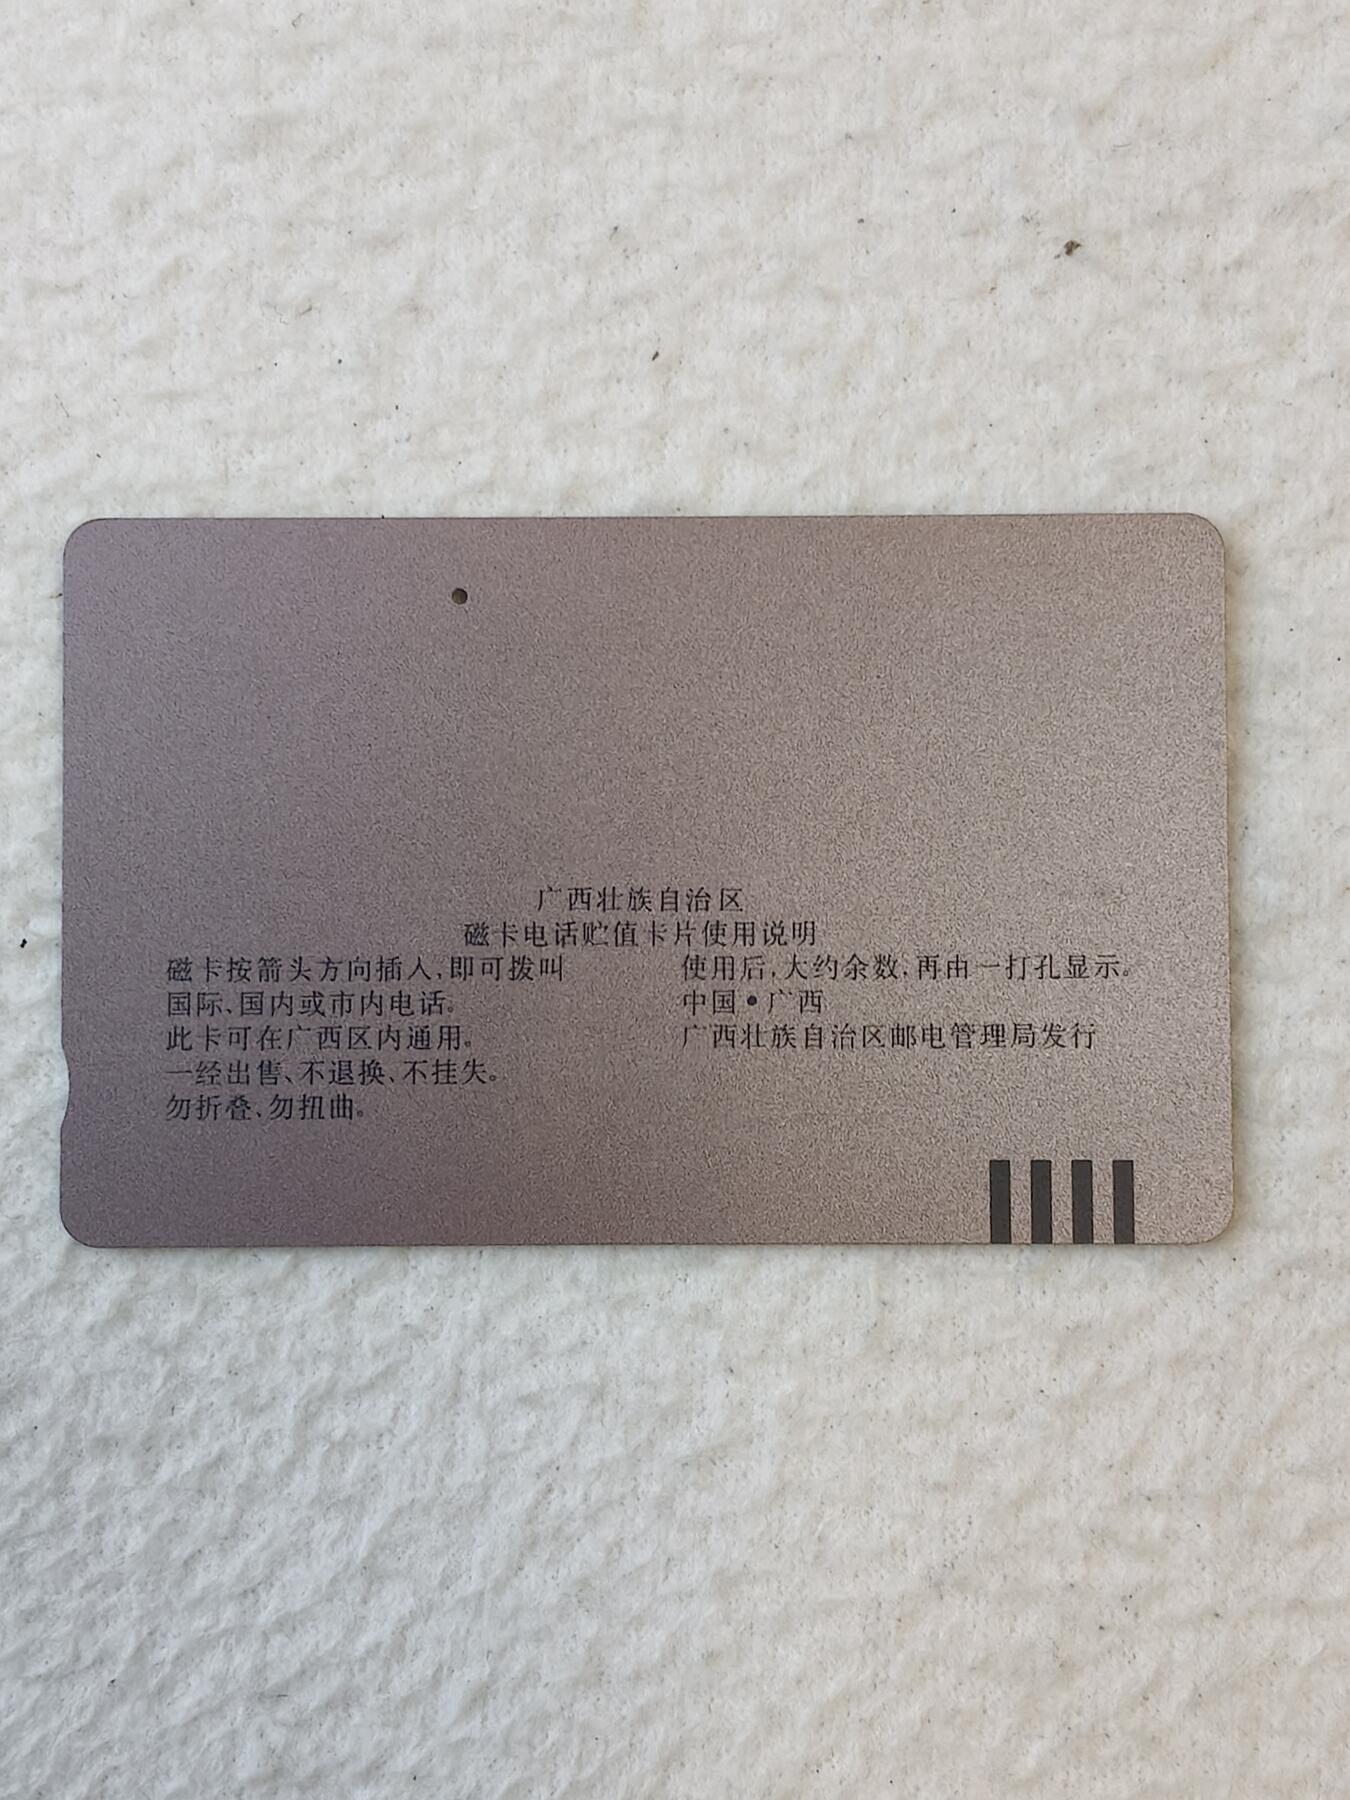 广西壮族自治区
磁卡电话贮值卡片使用说明
磁卡按箭头方向插入,即可拨叫
国际、国内或市内电话。
此卡可在广西区内通用。
一经出售、不退换、不挂失。
勿折叠、勿扭曲。
使用后,大约余数,再由一打孔显示。
中国•广西
广西壮族自治区邮电管理局发行